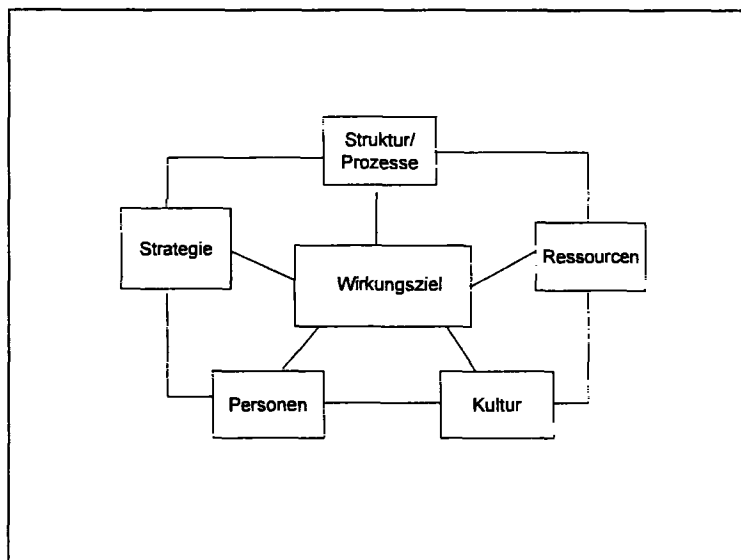 Struktur/
Prozesse
Strategie
Ressourcen
Wirkungsziel
Personen
Kultur